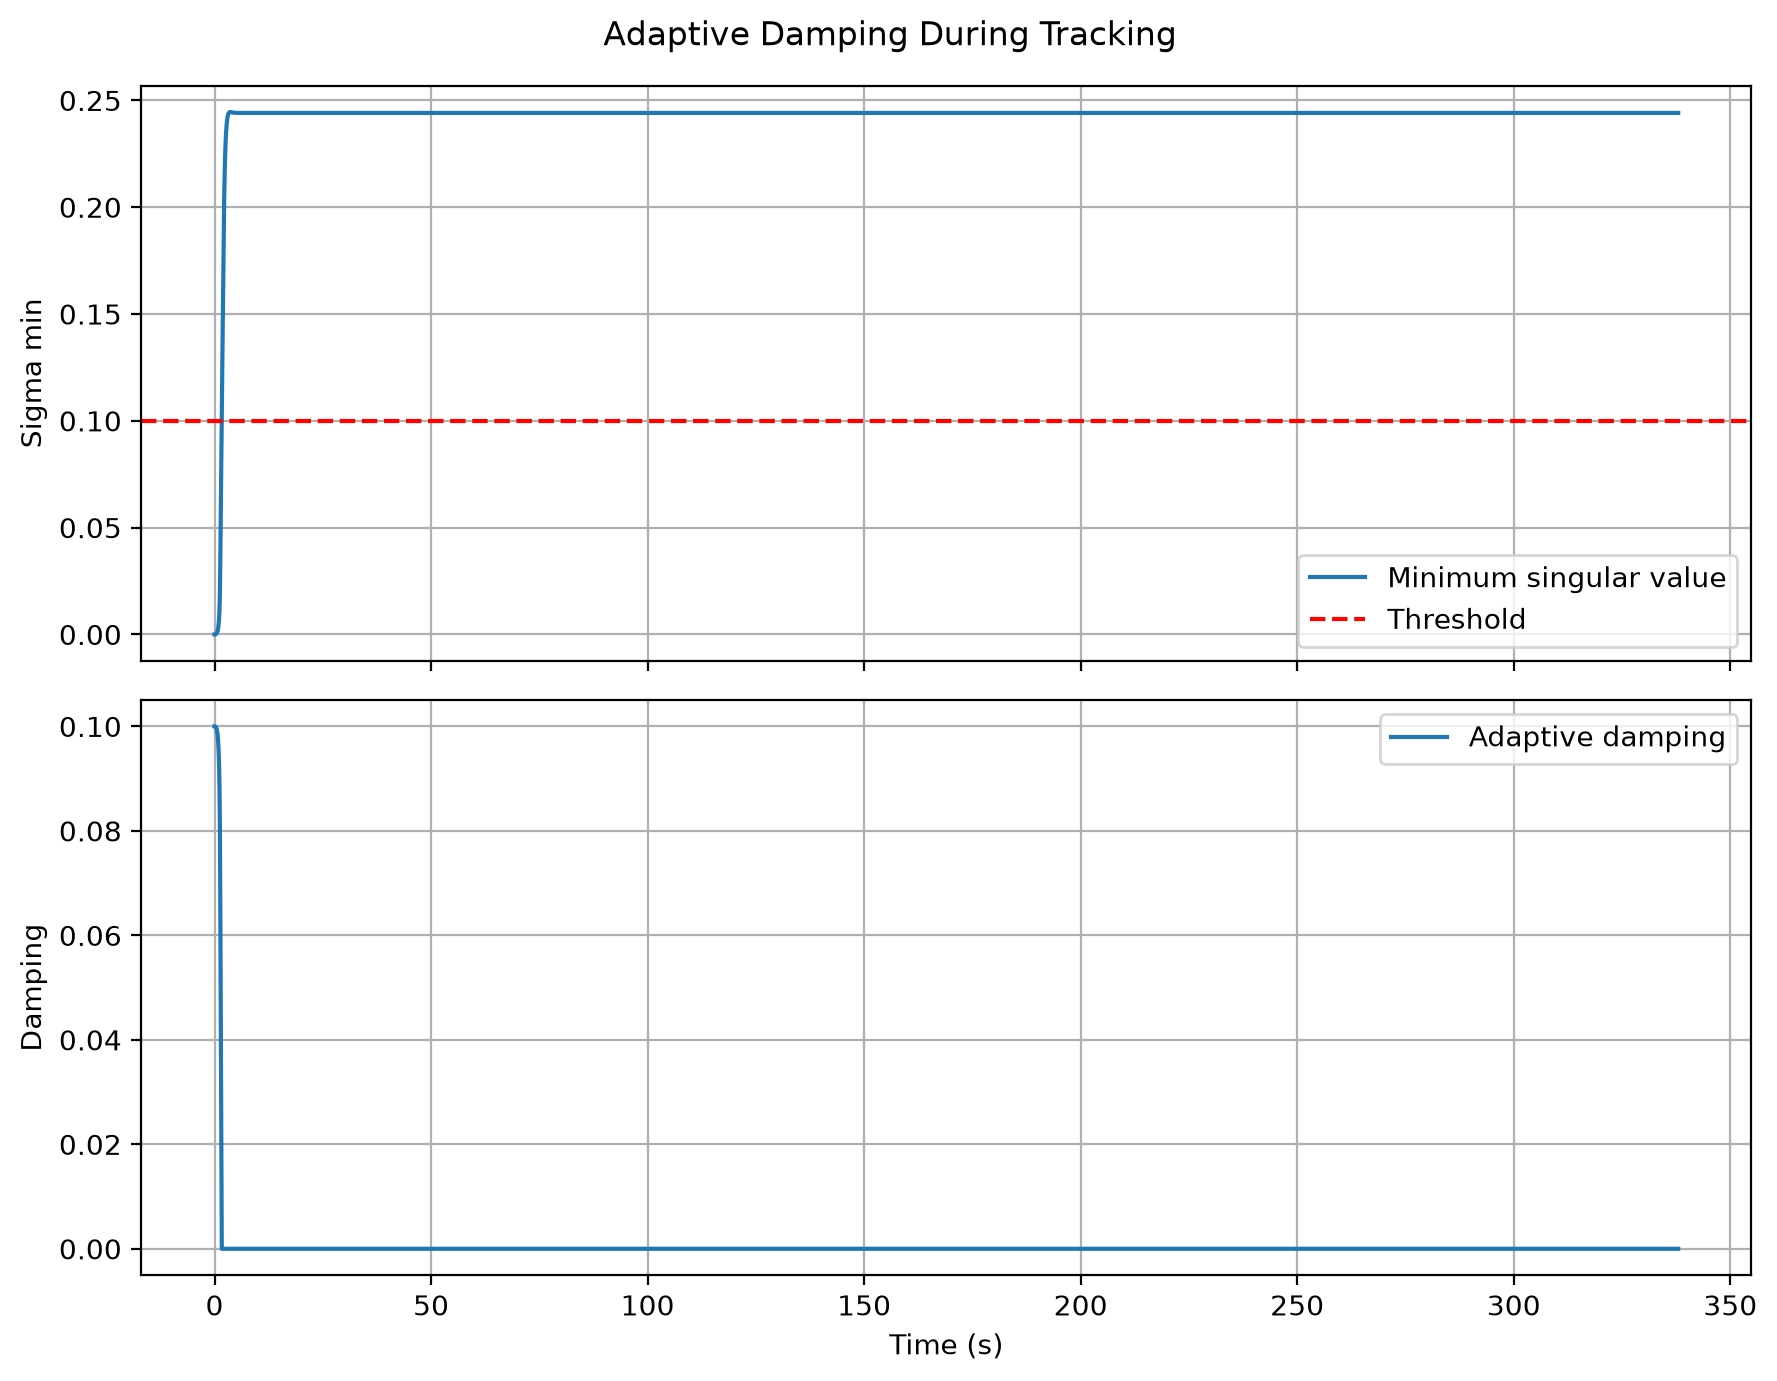 Adaptive Damping During Tracking
0.25
0.20
0.15
0.10
0.05
0.00
Sigma min
Minimum singular value
Threshold
0.10
0.08
0.06
0.04
0.02
0.00
Damping
Adaptive damping
0 50 100 150 200 250 300 350
Time (s)